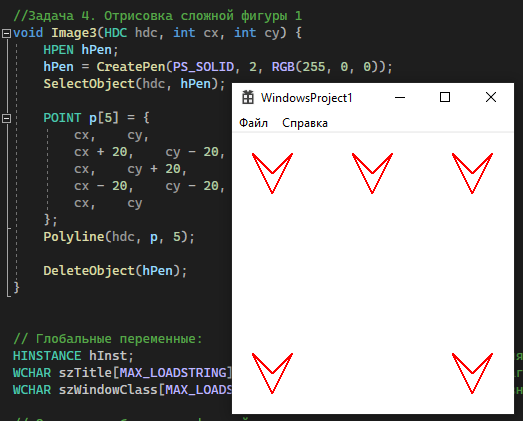 //Задача 4. Отрисовка сложной фигуры 1
void Image3(HDC hdc, int cx, int cy) {
HPEN hPen;
hPen = CreatePen(PS_SOLID, 2, RGB(255, 0, 0));
SelectObject(hdc, hPen);
POINT p[5] = {
cx, cy,
cx + 20, cy - 20,
cx, cy + 20,
cx - 20, cy - 20,
cx, cy
};
Polyline(hdc, p, 5);
DeleteObject(hPen);
}
// Глобальные переменные:
HINSTANCE hInst;
WCHAR szTitle[MAX_LOADSTRING]
WCHAR szWindowClass[MAX_LOADS
WindowsProject1
Файл Справка